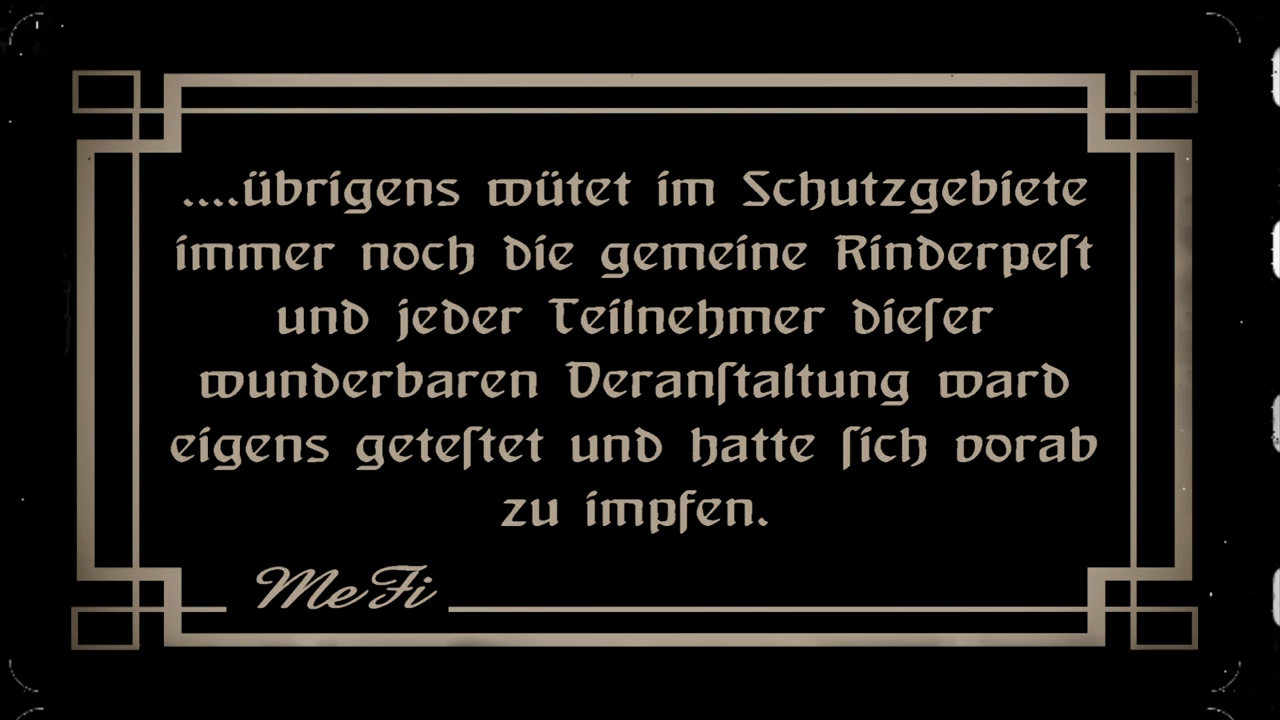 ....übrigens wütet im Schutzgebiete
immer noch die gemeine Rinderpeſt
und jeder Teilnehmer dieſer
wunderbaren Veranſtaltung ward
eigens geteſtet und hatte ſich vorab
zu impfen.
MeFi